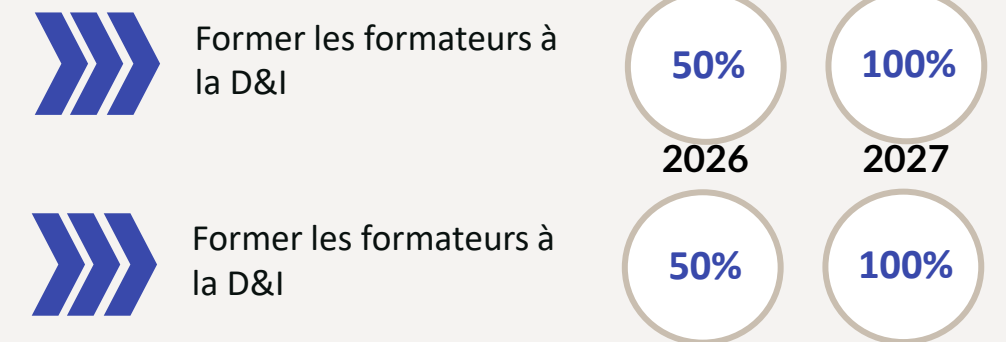 Former les formateurs à
la D&I
50%
100%
2026
2027
Former les formateurs à
la D&I
50%
100%